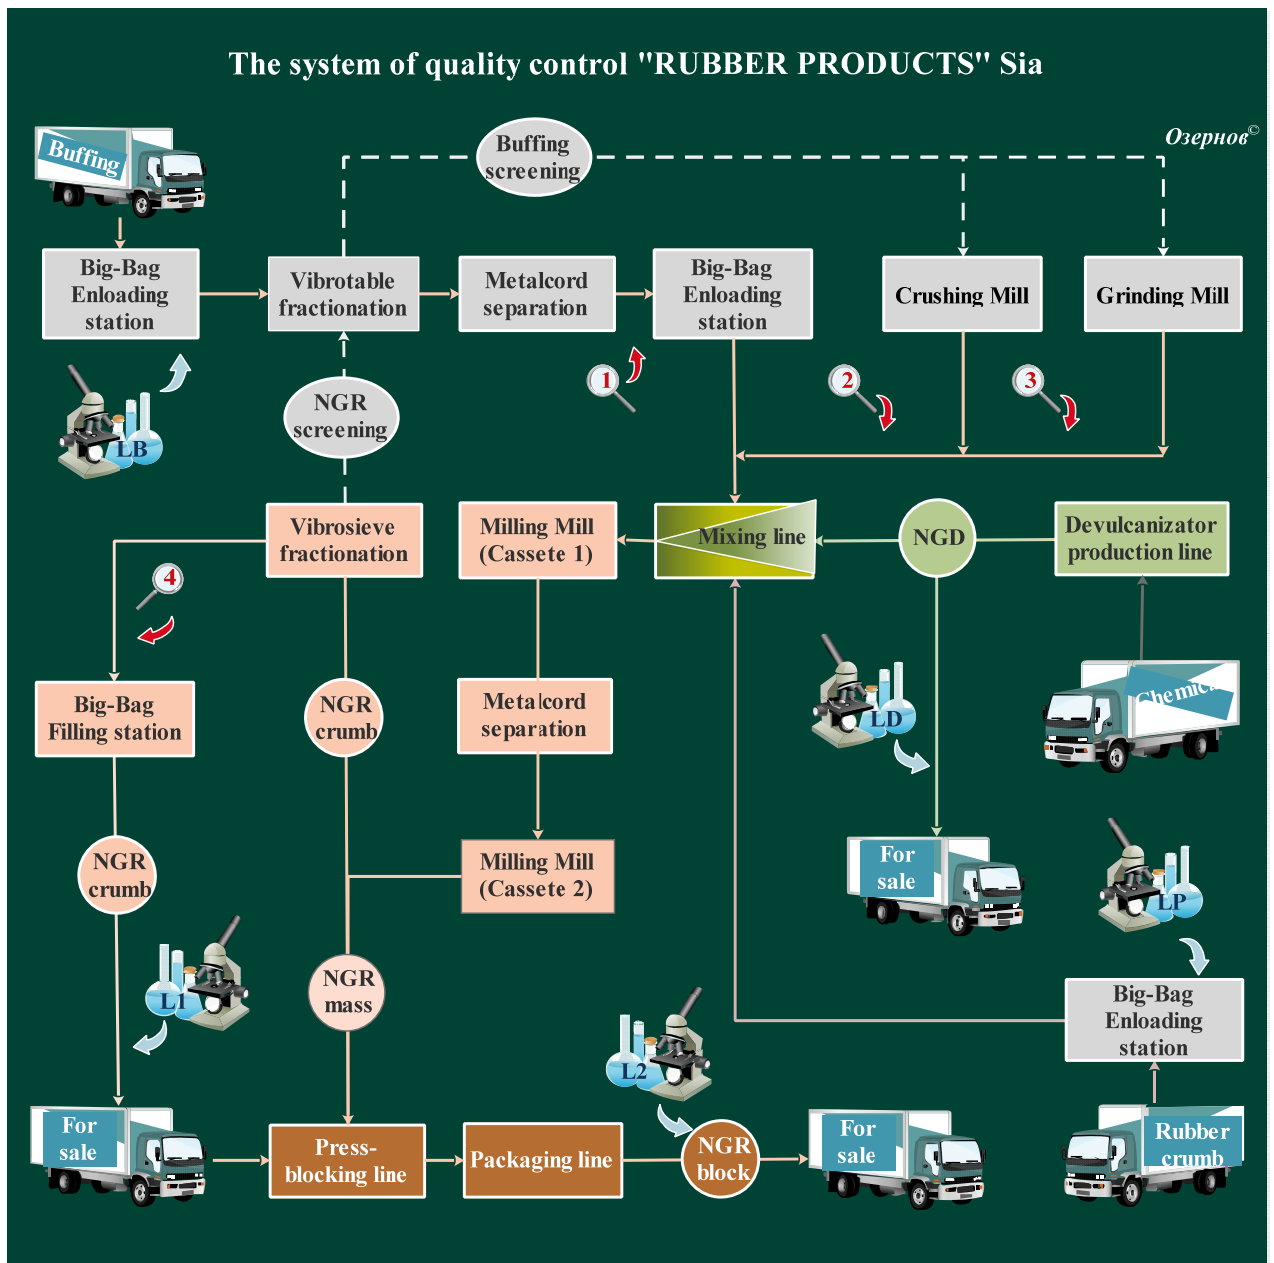 The system of quality control "RUBBER PRODUCTS" Sia
Озернов©
Buffing
Buffing
screening
Big-Bag
Enloading
station
Vibrotable
fractionation
Metalcord
separation
Big-Bag
Enloading
station
Crushing Mill
Grinding Mill
1
2
3
NGR
screening
LB
Vibrosieve
fractionation
Milling Mill
(Cassete 1)
Mixing line
NGD
Devulcanizator
production line
4
Big-Bag
Filling station
NGR
crumb
Metalcord
separation
LD
Chemica
NGR
crumb
Milling Mill
(Cassete 2)
For
sale
LP
L1
NGR
mass
L2
Big-Bag
Enloading
station
For
sale
Press-
blocking line
Packaging line
NGR
block
For
sale
Rubber
crumb